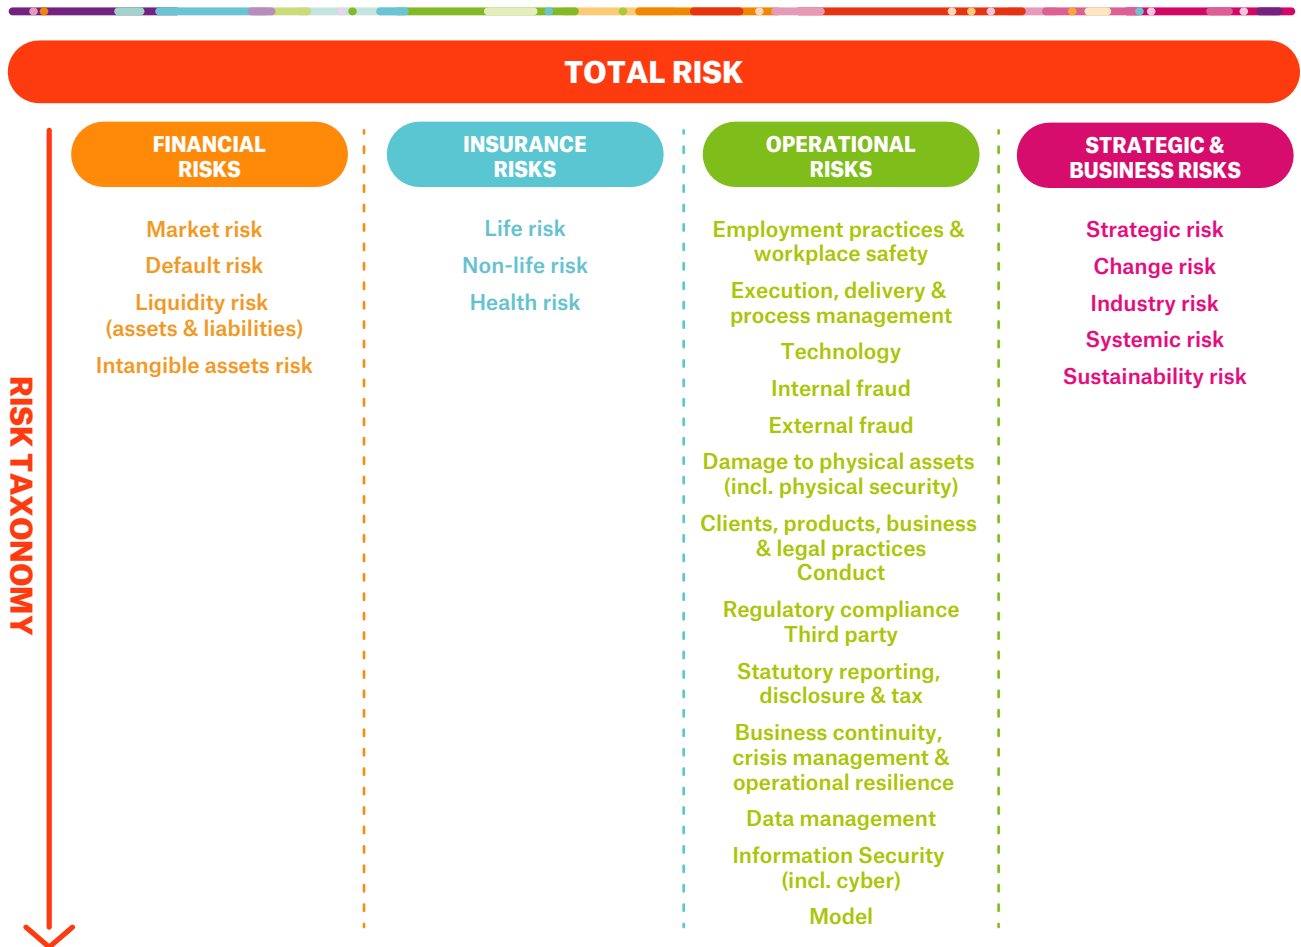 TOTAL RISK
RISK TAXONOMY
FINANCIAL
RISKS
Market risk
Default risk
Liquidity risk
(assets & liabilities)
Intangible assets risk
INSURANCE
RISKS
Life risk
Non-life risk
Health risk
OPERATIONAL
RISKS
Employment practices &
workplace safety
Execution, delivery &
process management
Technology
Internal fraud
External fraud
Damage to physical assets
(incl. physical security)
Clients, products, business
& legal practices
Conduct
Regulatory compliance
Third party
Statutory reporting,
disclosure & tax
Business continuity,
crisis management &
operational resilience
Data management
Information Security
(incl. cyber)
Model
STRATEGIC &
BUSINESS RISKS
Strategic risk
Change risk
Industry risk
Systemic risk
Sustainability risk